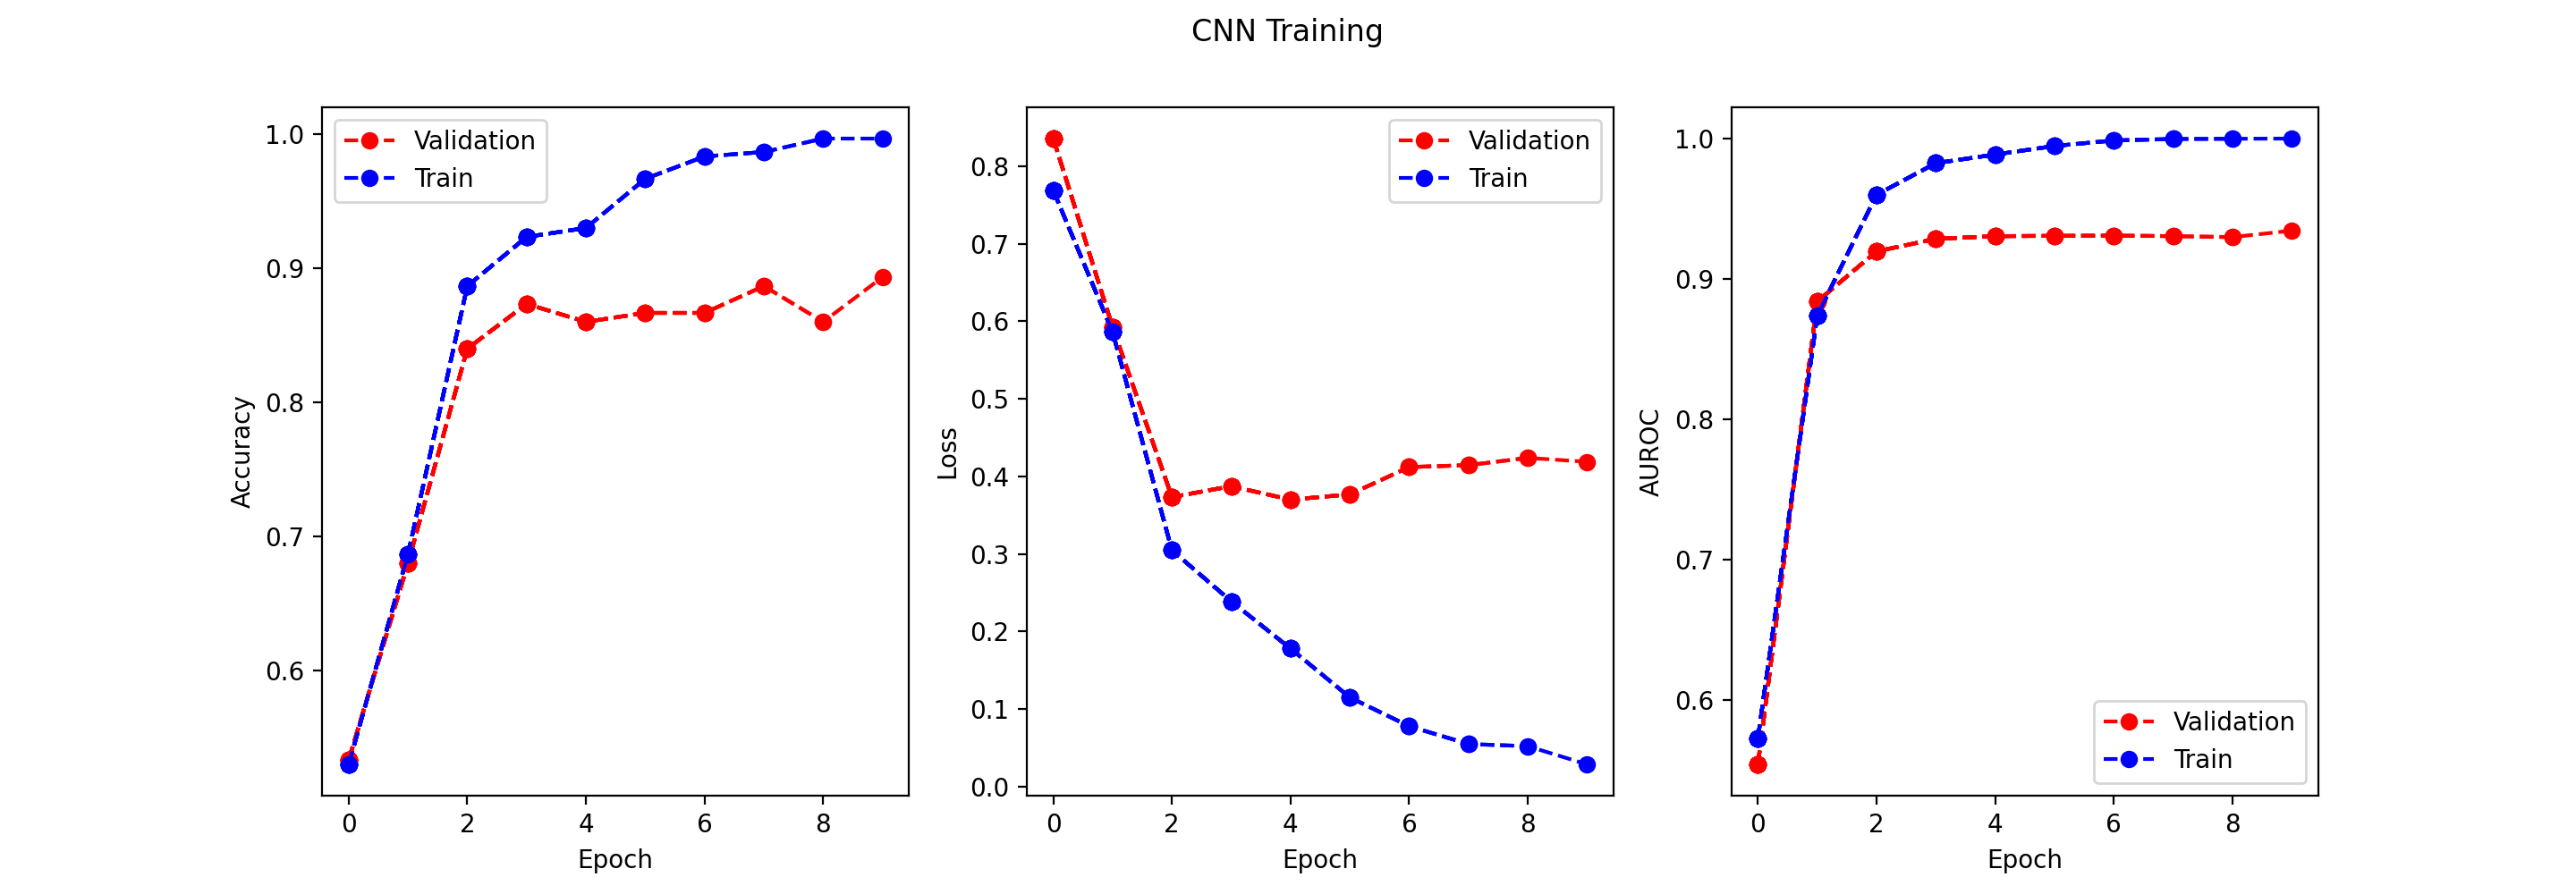 CNN Training
Accuracy
1.0
0.9
0.8
0.7
0.6
Validation
Train
0 2 4 6 8
Epoch
Loss
0.8
0.7
0.6
0.5
0.4
0.3
0.2
0.1
0.0
Validation
Train
0 2 4 6 8
Epoch
AUROC
1.0
0.9
0.8
0.7
0.6
Validation
Train
0 2 4 6 8
Epoch